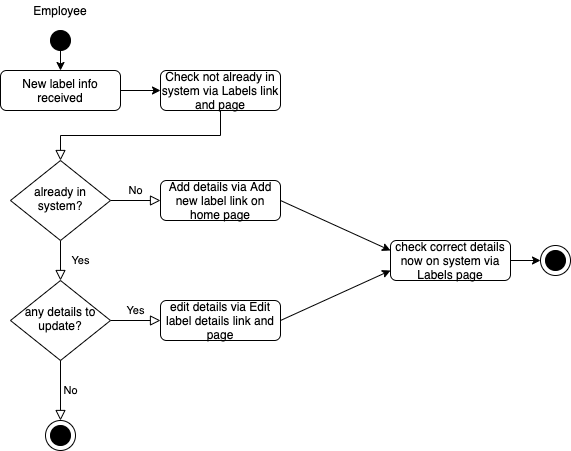 Employee
New label info
received
Check not already in
system via Labels link
and page
already in
system?
No
Add details via Add
new label link on
home page
check correct details
now on system via
Labels page
Yes
any details to
update?
Yes
edit details via Edit
label details link and
page
No